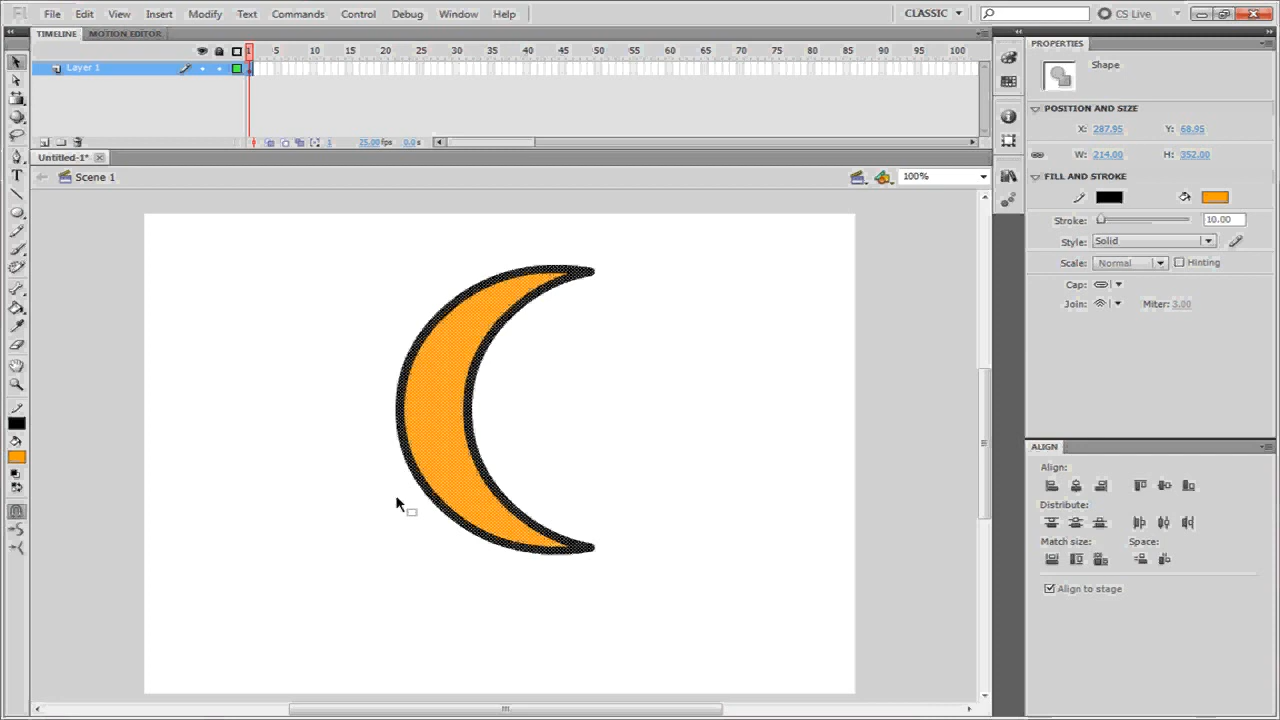 Fl File Edit View Insert Modify Text Commands Control Debug Window Help CLASSIC CS Live
TIMELINE MOTION EDITOR
1 5 10 15 20 25 30 35 40 45 50 55 60 65 70 75 80 85 90 95 100
Layer 1
1 25.00 fps 0.0 s
Untitled-1*
Scene 1 100%
PROPERTIES
Shape
POSITION AND SIZE
X: 287.95 Y: 68.95
W: 214.00 H: 352.00
FILL AND STROKE
Stroke: 10.00
Style: Solid
Scale: Normal Hinting
Cap:
Join: Miter: 3.00
ALIGN
Align:
Distribute:
Match size: Space:
Align to stage